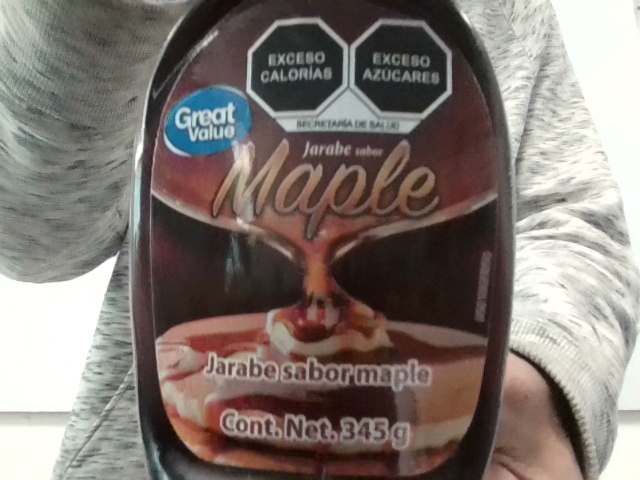 EXCESO
CALORÍAS
EXCESO
AZÚCARES
SECRETARÍA DE SALUD
Great
Value
Jarabe sabor
Maple
Jarabe sabor maple
Cont. Net. 345 g